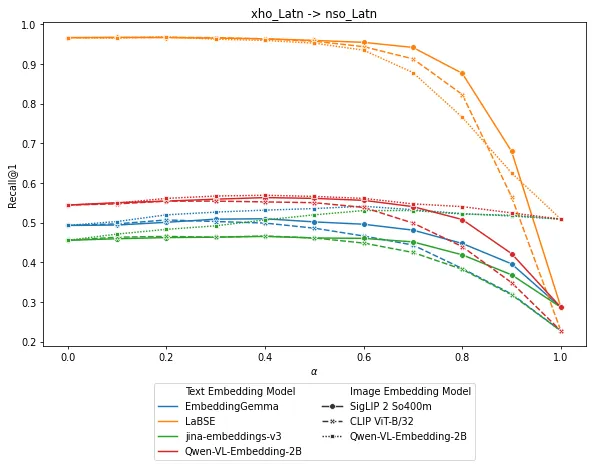 xho_Latn -> nso_Latn
1.0
0.9
0.8
0.7
0.6
0.5
0.4
0.3
0.2
Recall@1
0.0 0.2 0.4 0.6 0.8 1.0
α
Text Embedding Model Image Embedding Model
EmbeddingGemma SigLIP 2 So400m
LaBSE CLIP ViT-B/32
jina-embeddings-v3 Qwen-VL-Embedding-2B
Qwen-VL-Embedding-2B